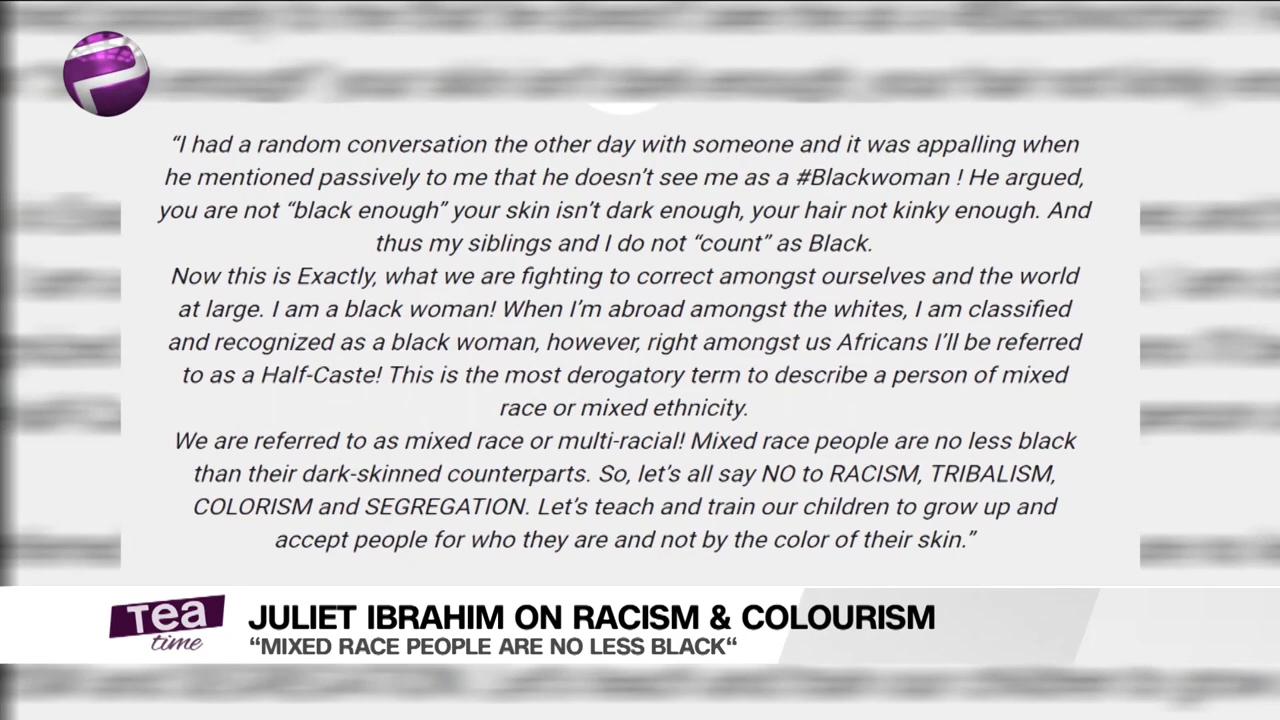 “I had a random conversation the other day with someone and it was appalling when
he mentioned passively to me that he doesn’t see me as a #Blackwoman ! He argued,
you are not “black enough” your skin isn’t dark enough, your hair not kinky enough. And
thus my siblings and I do not “count” as Black.
Now this is Exactly, what we are fighting to correct amongst ourselves and the world
at large. I am a black woman! When I’m abroad amongst the whites, I am classified
and recognized as a black woman, however, right amongst us Africans I’ll be referred
to as a Half-Caste! This is the most derogatory term to describe a person of mixed
race or mixed ethnicity.
We are referred to as mixed race or multi-racial! Mixed race people are no less black
than their dark-skinned counterparts. So, let’s all say NO to RACISM, TRIBALISM,
COLORISM and SEGREGATION. Let’s teach and train our children to grow up and
accept people for who they are and not by the color of their skin.”
Tea
time
JULIET IBRAHIM ON RACISM & COLOURISM
“MIXED RACE PEOPLE ARE NO LESS BLACK“